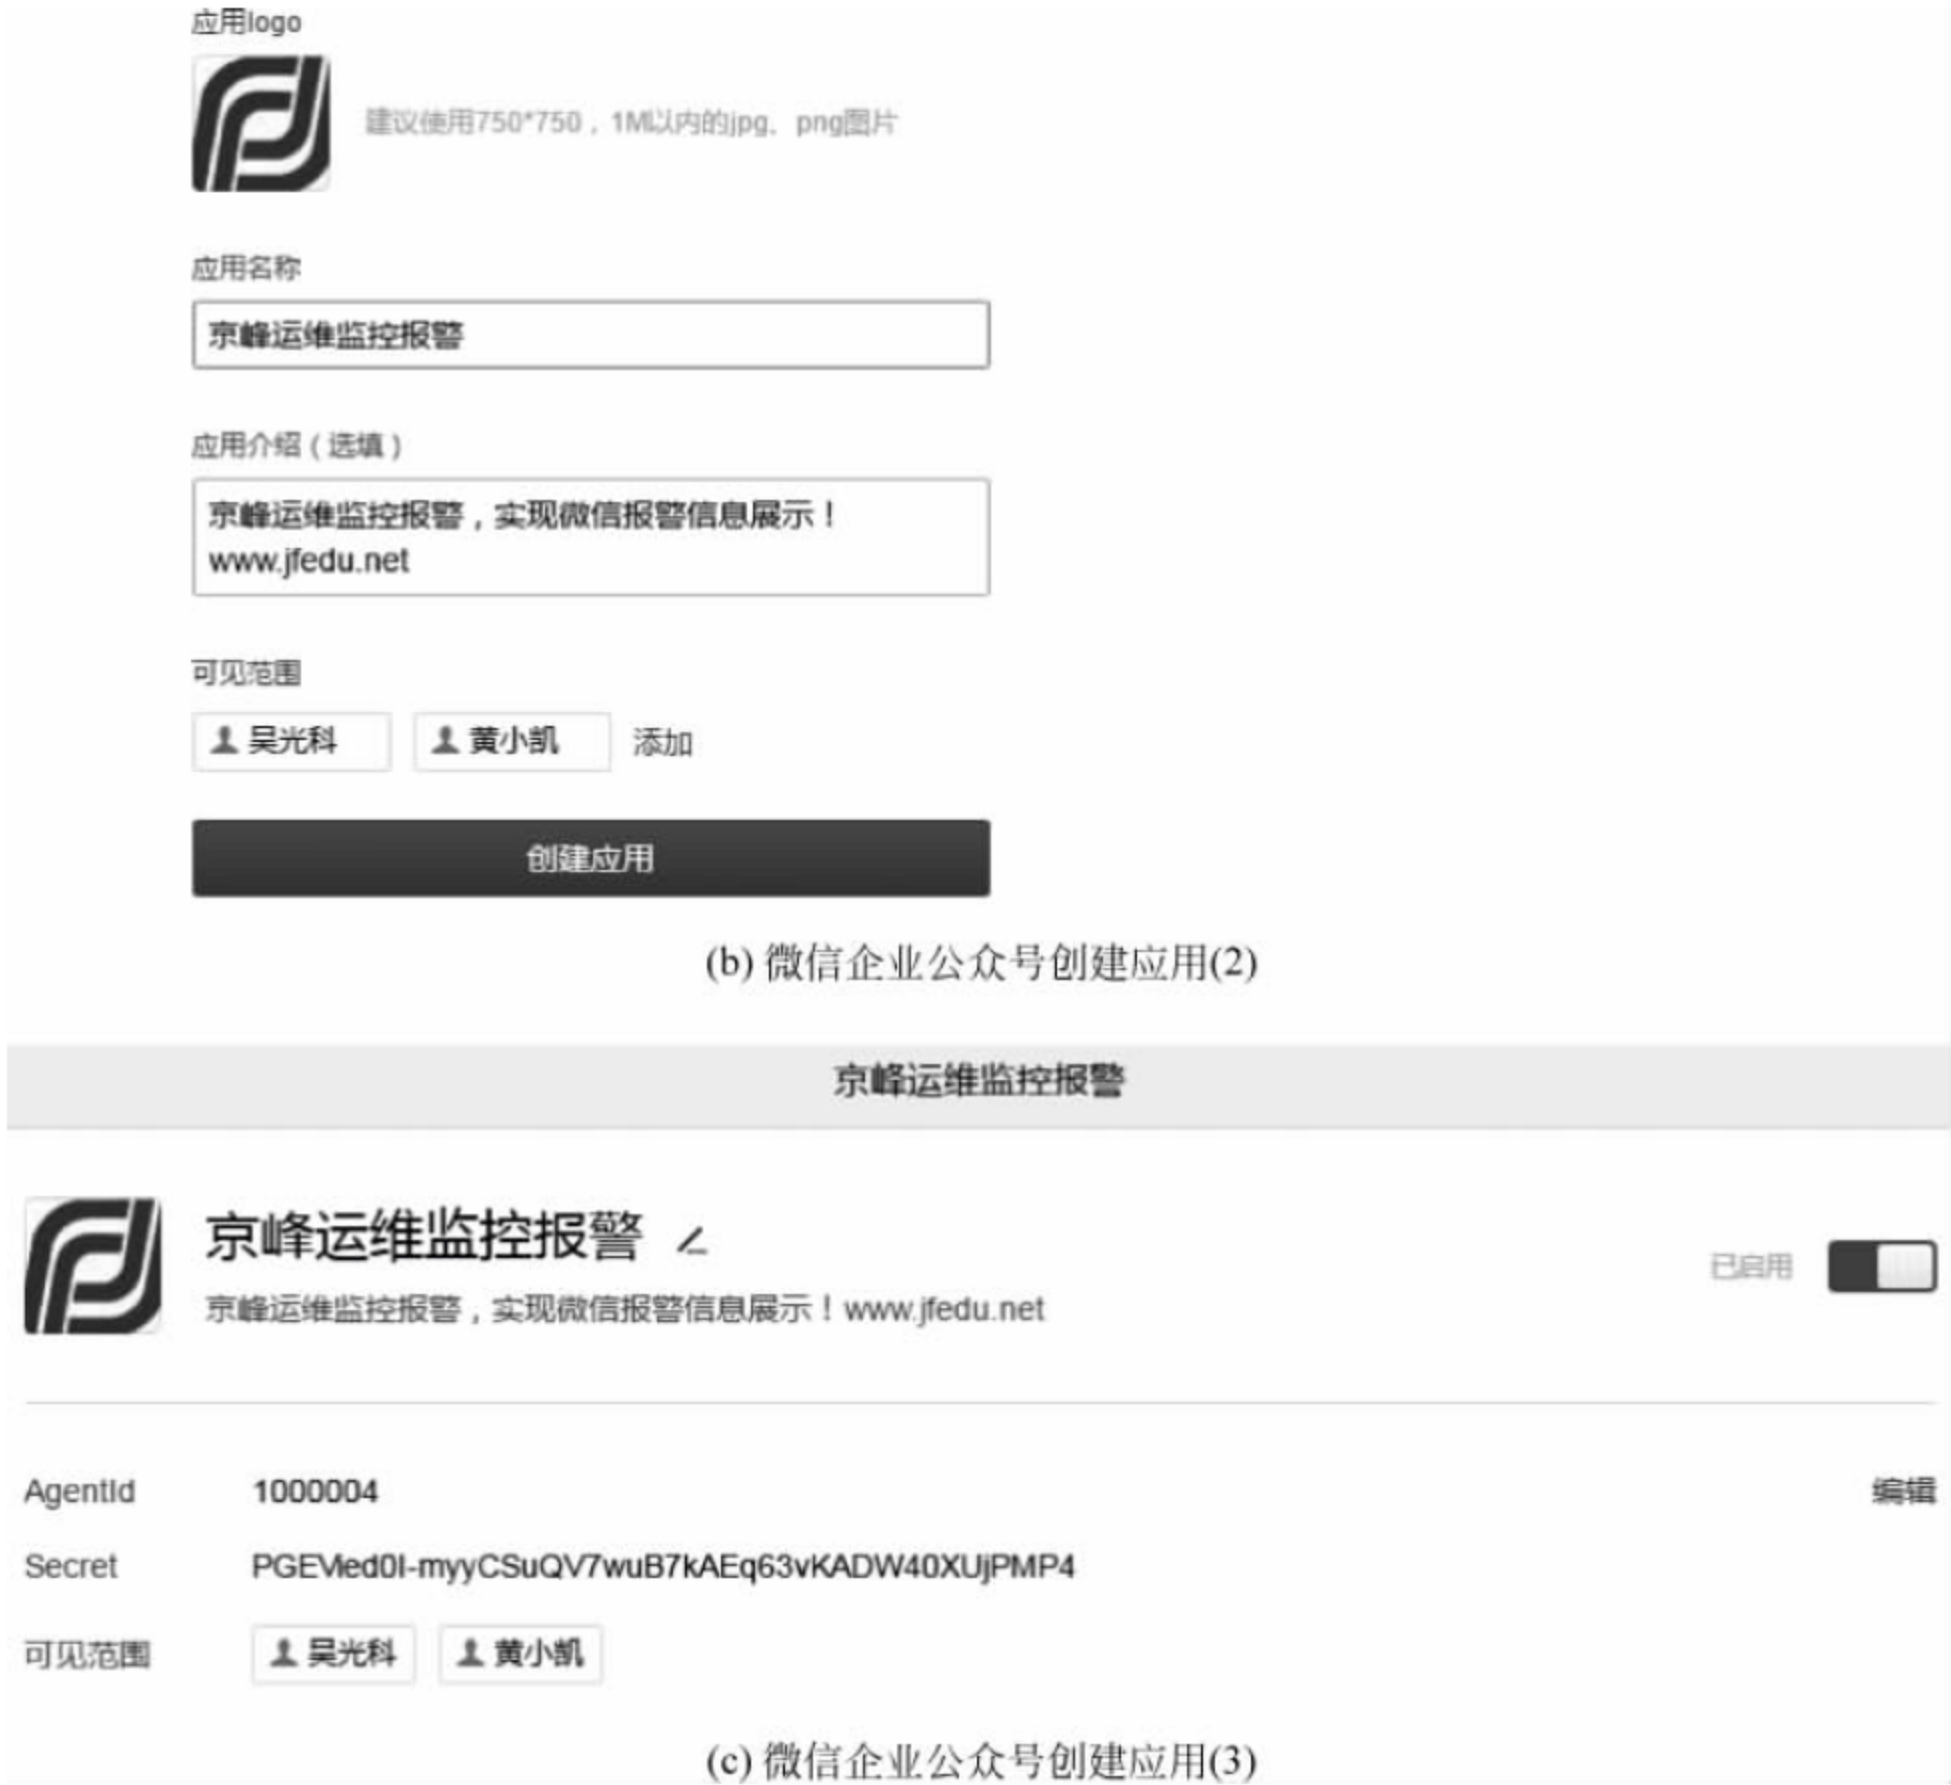 应用logo
建议使用750*750，1M以内的jpg、png图片
应用名称
京峰运维监控报警
应用介绍（选填）
京峰运维监控报警，实现微信报警信息展示！
www.jfedu.net
可见范围
吴光科 黄小凯 添加
创建应用
(b) 微信企业公众号创建应用(2)
京峰运维监控报警
京峰运维监控报警
已启用
京峰运维监控报警，实现微信报警信息展示！www.jfedu.net
AgentId 1000004 编辑
Secret PGEVied0I-myyCSuQV7wuB7kAEq63vKADW40XUjPMP4
可见范围 吴光科 黄小凯
(c) 微信企业公众号创建应用(3)